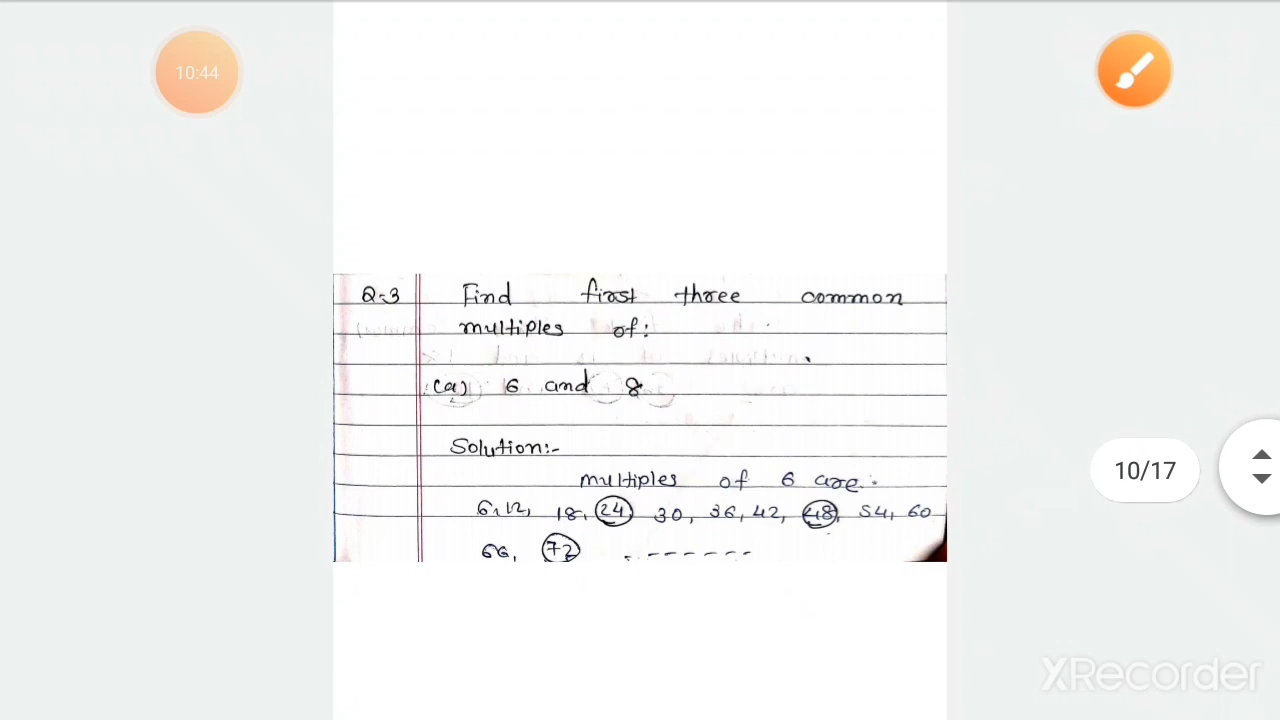 10:44
Q.3 Find first three common
multiples of:
(a) 6 and 8
Solution:-
multiples of 6 are:
6, 12, 18, 24, 30, 36, 42, 48, 54, 60
66, 72 - - - - - - - -
10/17
XRecorder